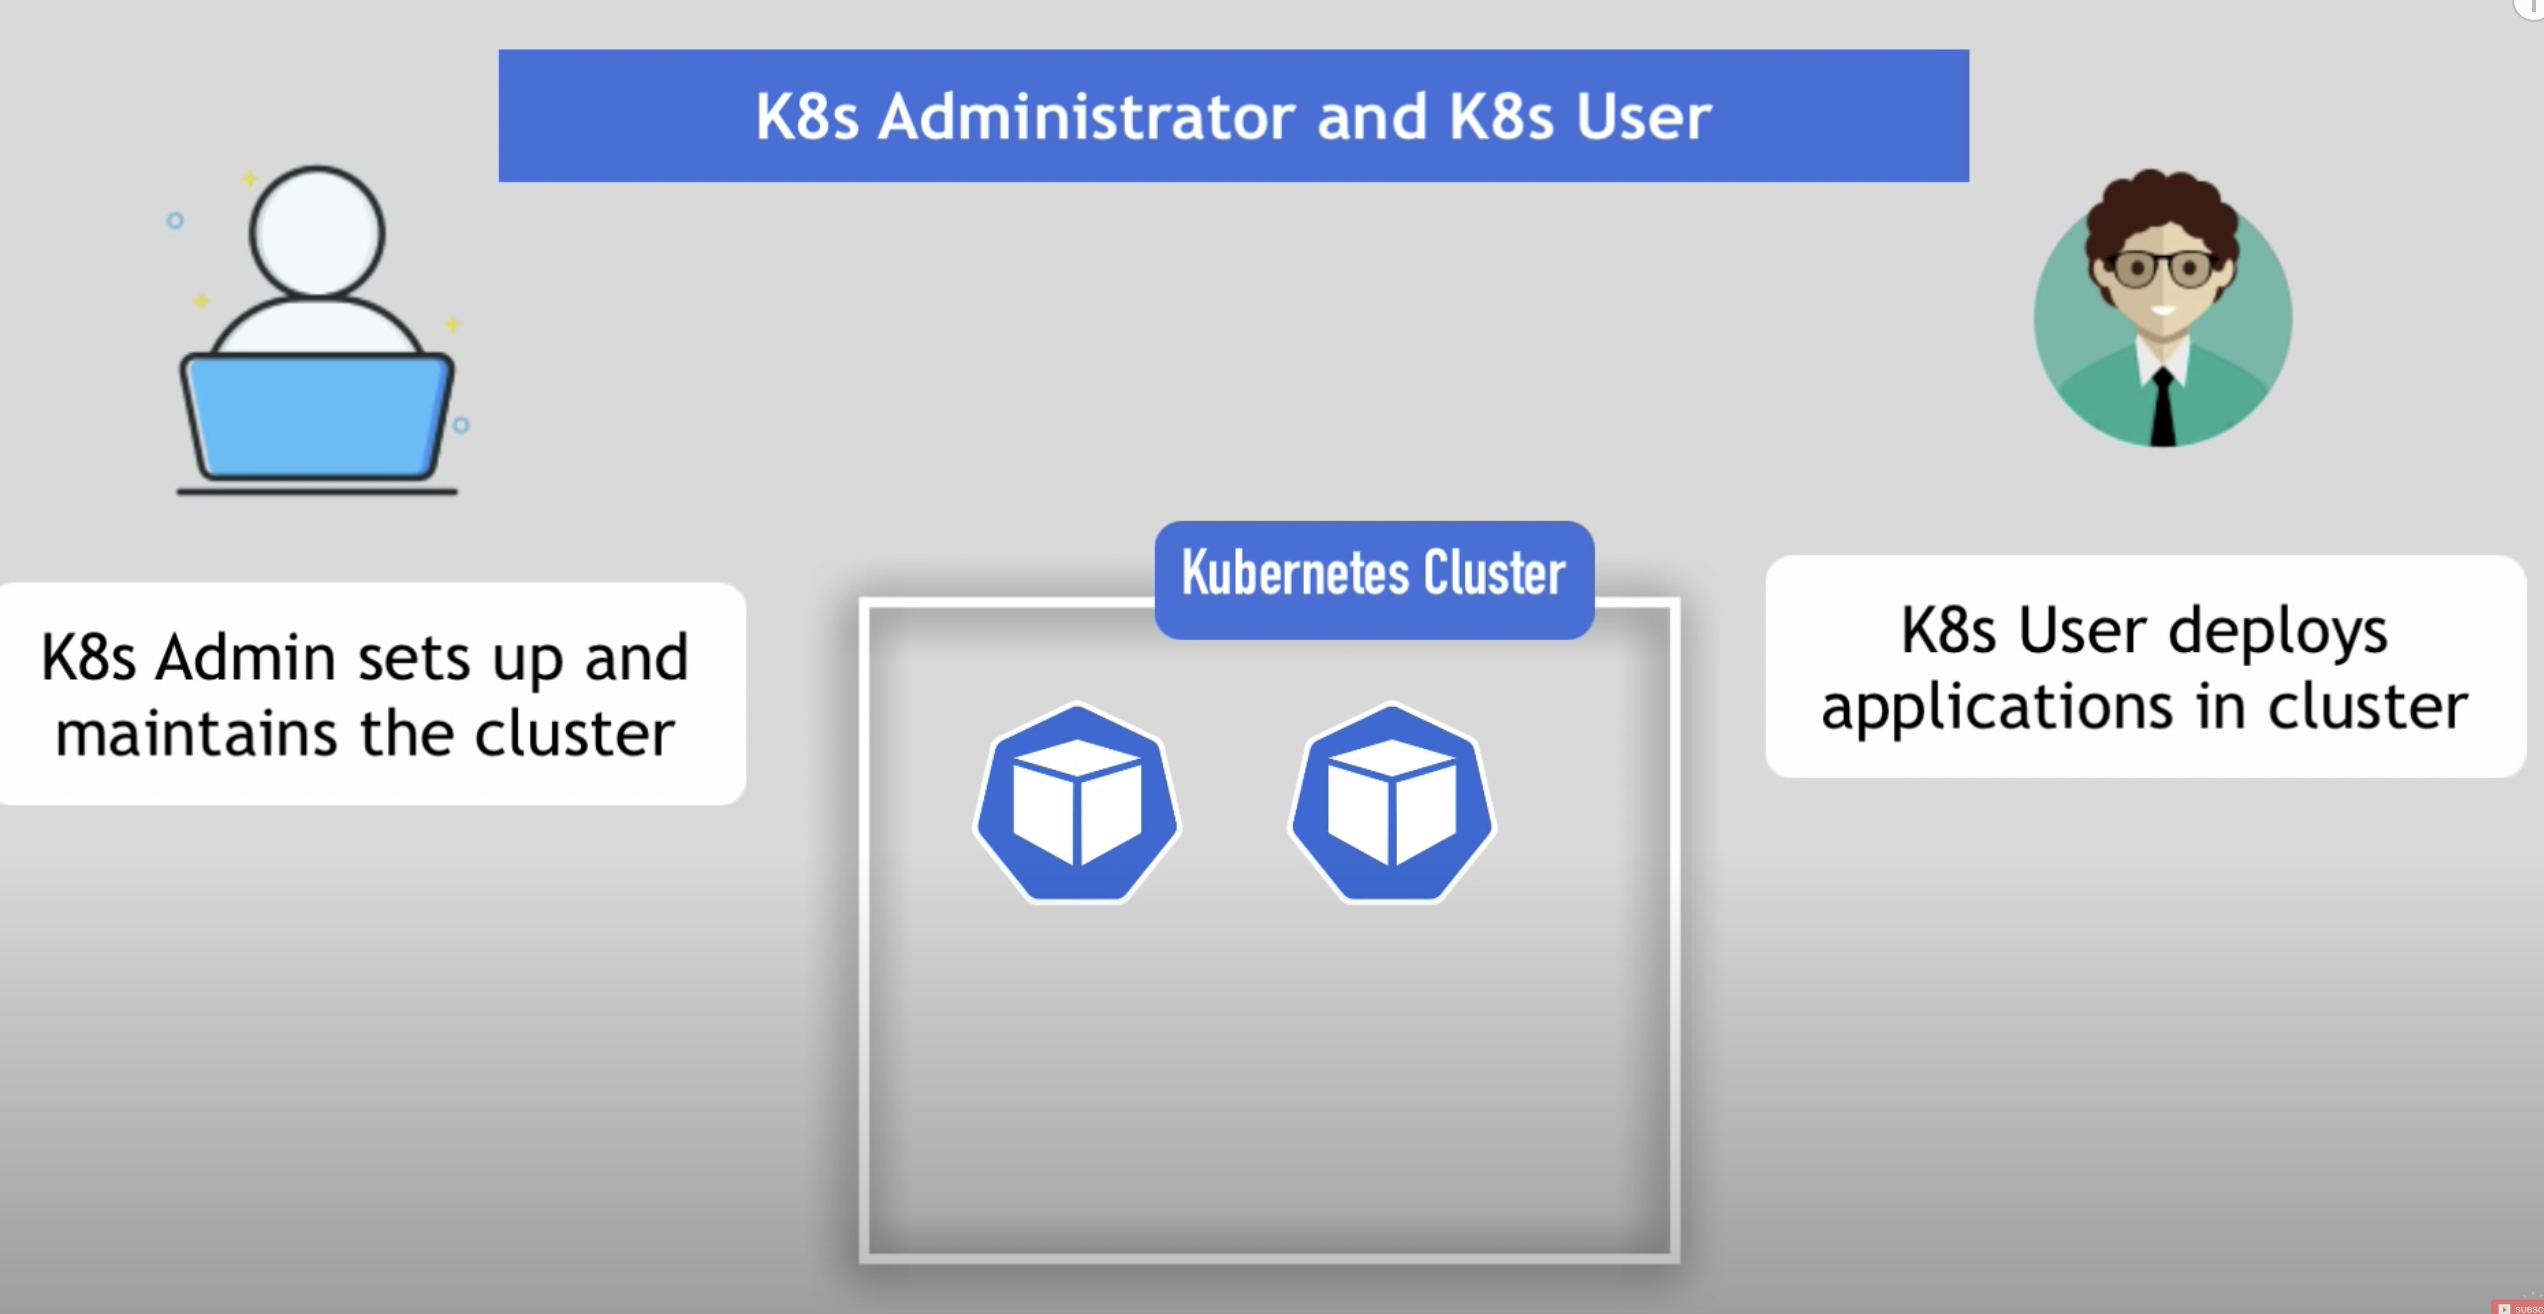 K8s Administrator and K8s User
Kubernetes Cluster
K8s Admin sets up and
maintains the cluster
K8s User deploys
applications in cluster
SUBSC